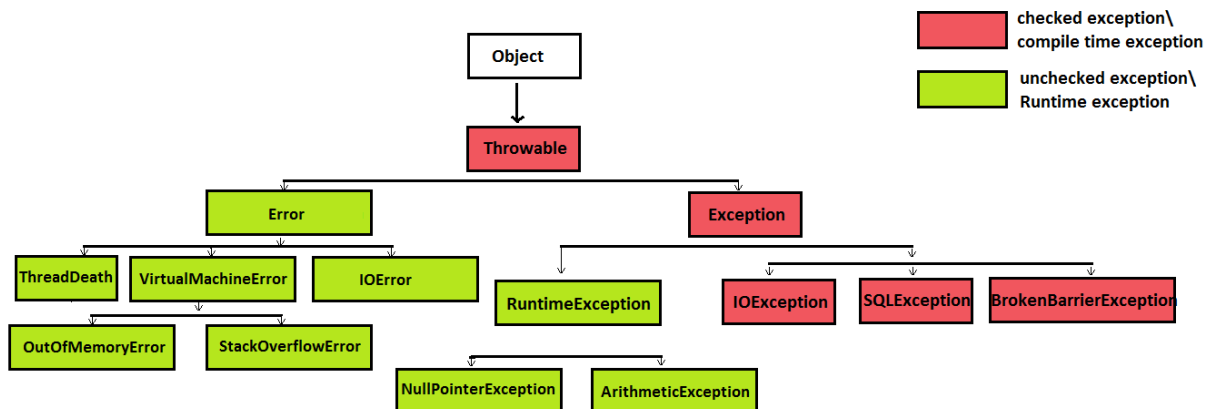 checked exception\
compile time exception
Object
unchecked exception\
Runtime exception
Throwable
Error
Exception
ThreadDeath
VirtualMachineError
IOError
RuntimeException
IOException
SQLException
BrokenBarrierException
OutOfMemoryError
StackOverflowError
NullPointerException
ArithmeticException